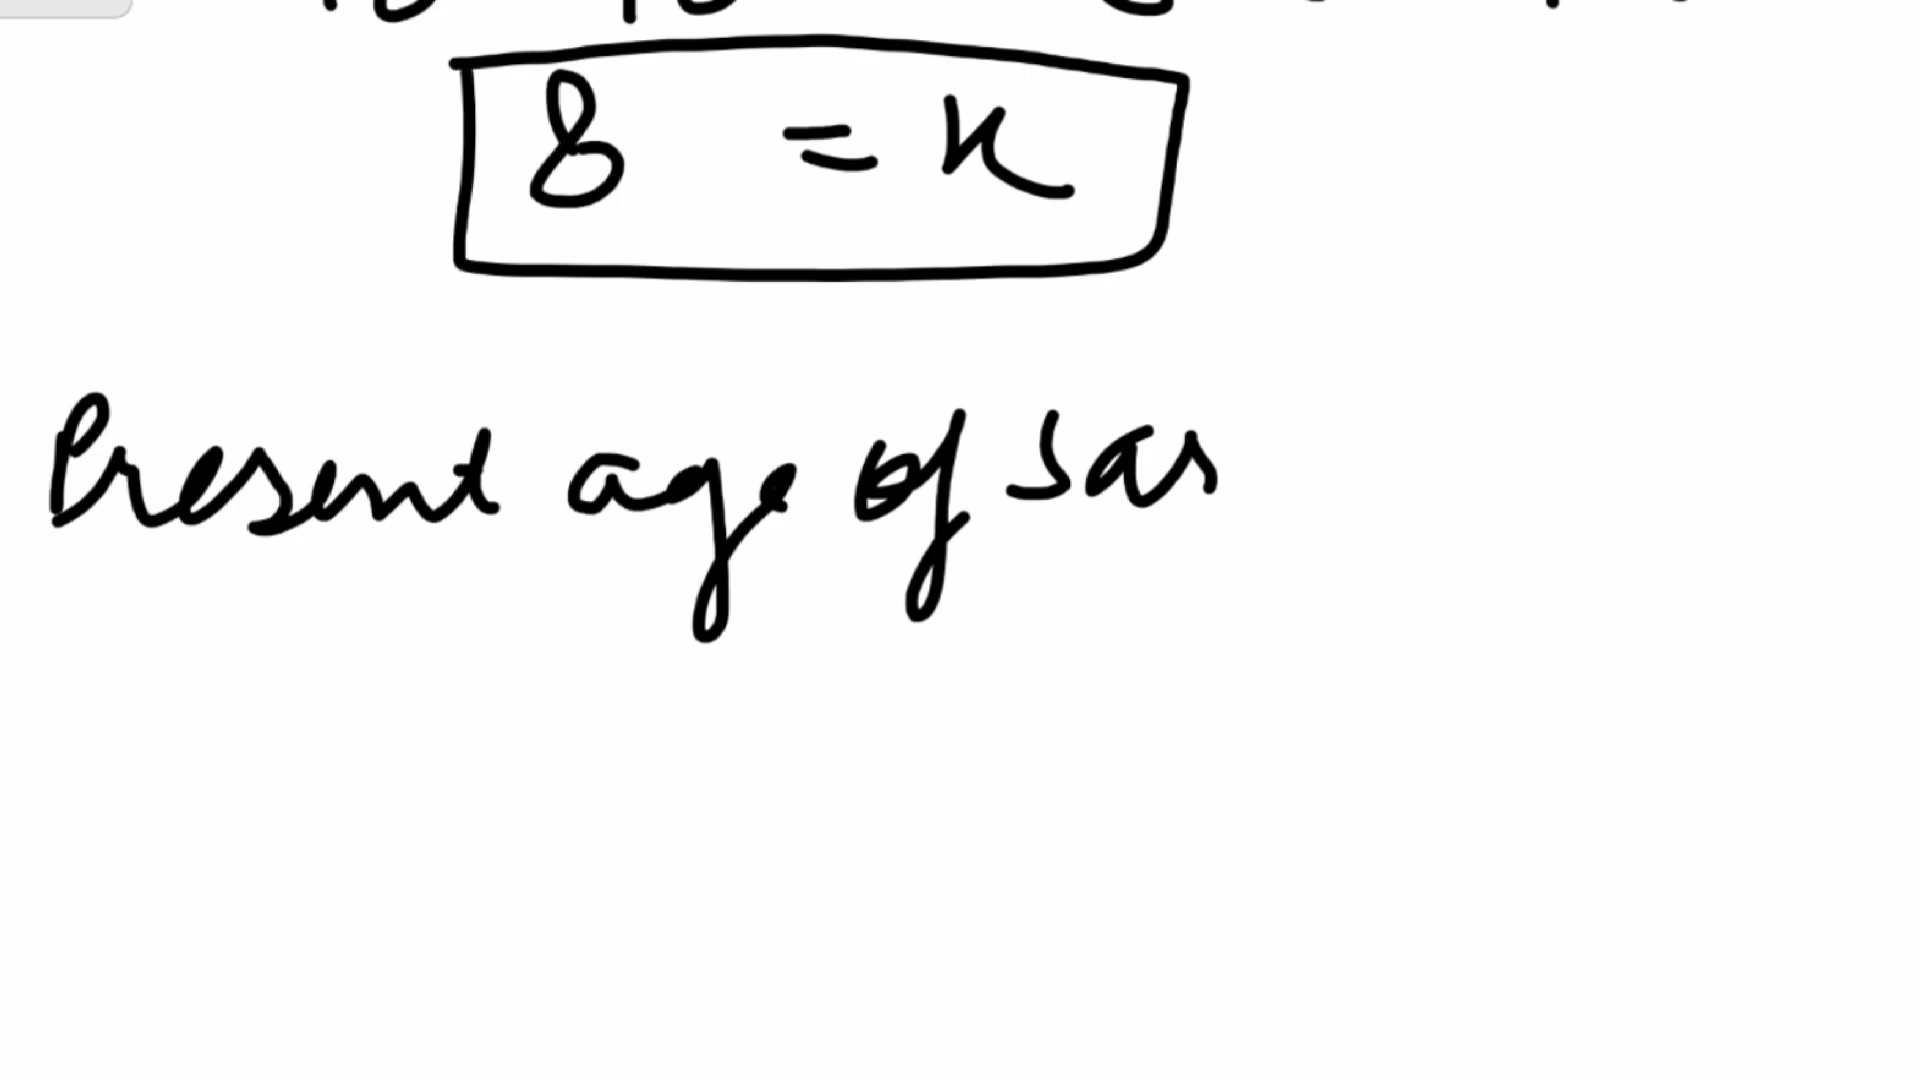 8 = x
Present age of Sar